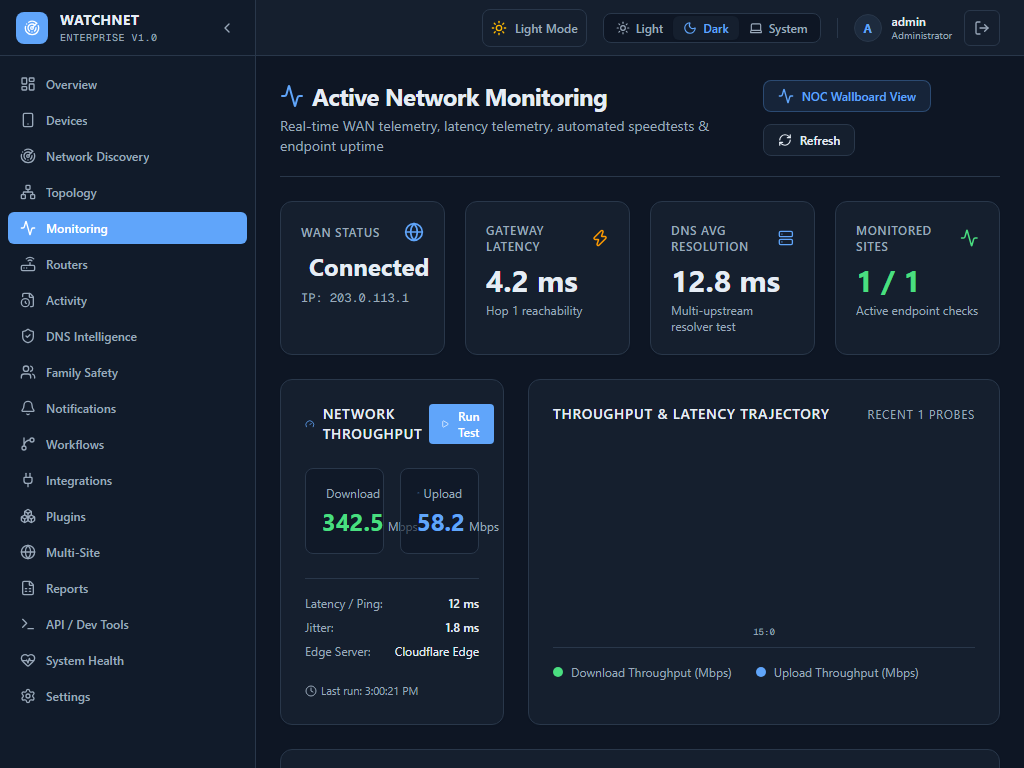 WATCHNET
ENTERPRISE V1.0
Light Mode
Light
Dark
System
A
admin
Administrator
Overview
Devices
Network Discovery
Topology
Monitoring
Routers
Activity
DNS Intelligence
Family Safety
Notifications
Workflows
Integrations
Plugins
Multi-Site
Reports
API / Dev Tools
System Health
Settings
Active Network Monitoring
Real-time WAN telemetry, latency telemetry, automated speedtests &
endpoint uptime
NOC Wallboard View
Refresh
WAN STATUS
Connected
IP: 203.0.113.1
GATEWAY
LATENCY
4.2 ms
Hop 1 reachability
DNS AVG
RESOLUTION
12.8 ms
Multi-upstream
resolver test
MONITORED
SITES
1 / 1
Active endpoint checks
NETWORK
THROUGHPUT
Run
Test
Download
342.5 Mbps
Upload
58.2 Mbps
Latency / Ping: 12 ms
Jitter: 1.8 ms
Edge Server: Cloudflare Edge
Last run: 3:00:21 PM
THROUGHPUT & LATENCY TRAJECTORY
RECENT 1 PROBES
15:0
Download Throughput (Mbps)
Upload Throughput (Mbps)